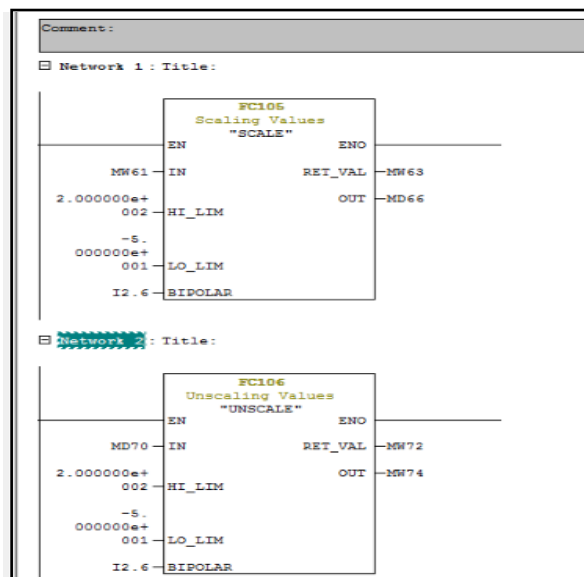 Comment:
Network 1 : Title:
FC105
Scaling Values
"SCALE"
EN ENO
MW61 IN RET_VAL MW63
2.000000e+ OUT MD66
002 HI_LIM
-5.
000000e+
001 LO_LIM
I2.6 BIPOLAR
Network 2 : Title:
FC106
Unscaling Values
"UNSCALE"
EN ENO
MD70 IN RET_VAL MW72
2.000000e+ OUT MW74
002 HI_LIM
-5.
000000e+
001 LO_LIM
I2.6 BIPOLAR